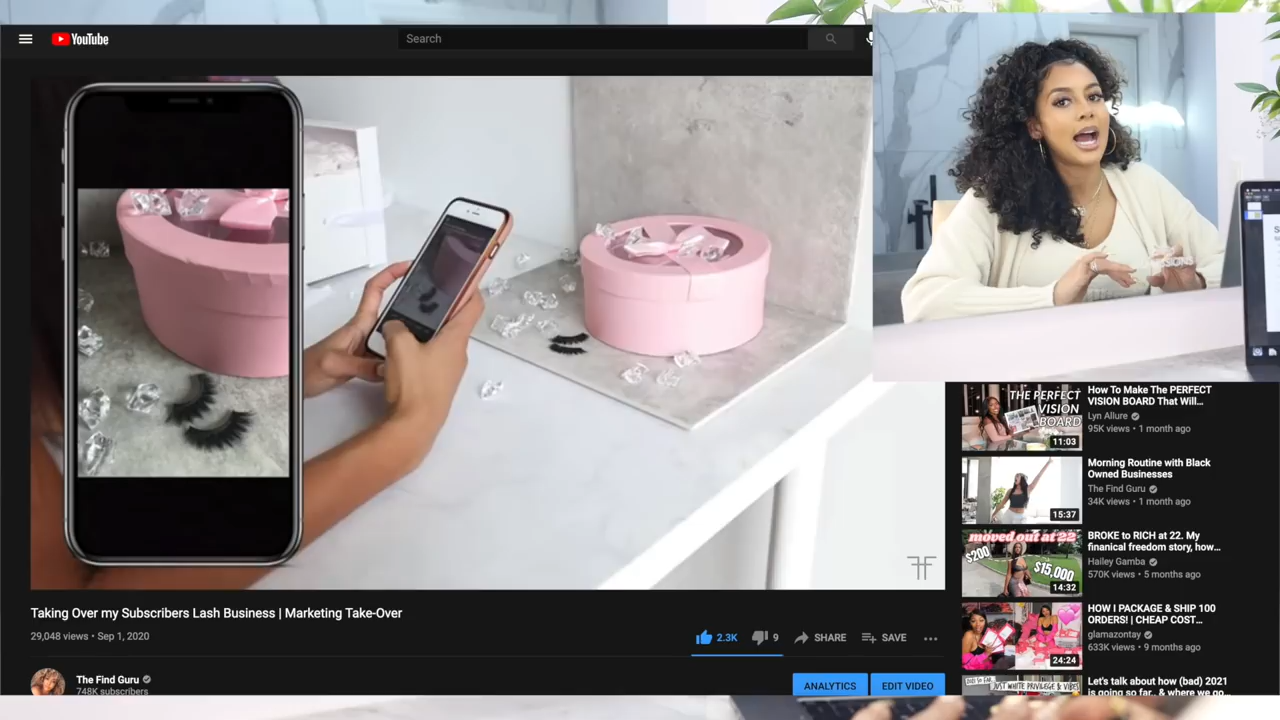 YouTube
Search
THE PERFECT
VISION
BOARD
11:03
How To Make The PERFECT
VISION BOARD That Will...
Lyn Allure
95K views • 1 month ago
15:37
Morning Routine with Black
Owned Businesses
The Find Guru
34K views • 1 month ago
moved out at 22
$200
$15,000
14:32
BROKE to RICH at 22. My
finanical freedom story, how...
Hailey Gamba
570K views • 5 months ago
24:24
HOW I PACKAGE & SHIP 100
ORDERS! | CHEAP COST...
glamazontay
633K views • 9 months ago
JUST WHITE PRIVILEGE & VIBES
Let's talk about how (bad) 2021
is going so far.. & where we go...
Taking Over my Subscribers Lash Business | Marketing Take-Over
29,048 views • Sep 1, 2020
2.3K
9
SHARE
SAVE
The Find Guru
748K subscribers
ANALYTICS
EDIT VIDEO